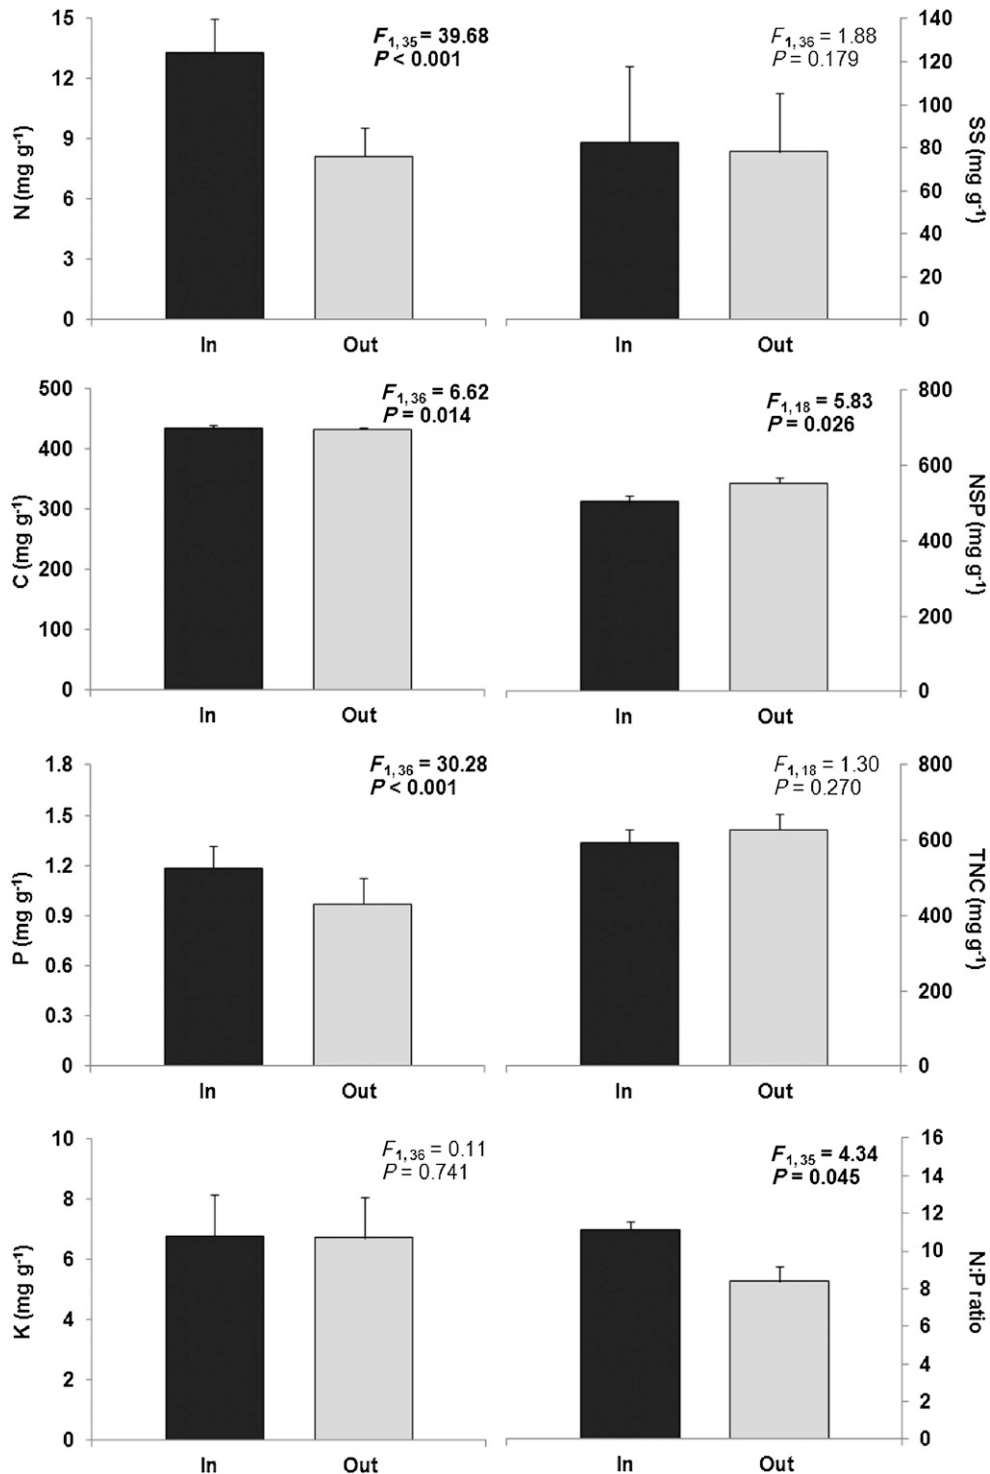 15
12
9
6
3
0
N (mg g-1)
F1, 35 = 39.68
P < 0.001
In
Out
F1, 36 = 1.88
P = 0.179
140
120
100
80
60
40
20
0
SS (mg g-1)
In
Out
500
400
300
200
100
0
C (mg g-1)
F1, 36 = 6.62
P = 0.014
In
Out
F1, 18 = 5.83
P = 0.026
800
600
400
200
0
NSP (mg g-1)
In
Out
1.8
1.5
1.2
0.9
0.6
0.3
0
P (mg g-1)
F1, 36 = 30.28
P < 0.001
In
Out
F1, 18 = 1.30
P = 0.270
800
600
400
200
0
TNC (mg g-1)
In
Out
10
8
6
4
2
0
K (mg g-1)
F1, 36 = 0.11
P = 0.741
In
Out
F1, 35 = 4.34
P = 0.045
16
14
12
10
8
6
4
2
0
N:P ratio
In
Out